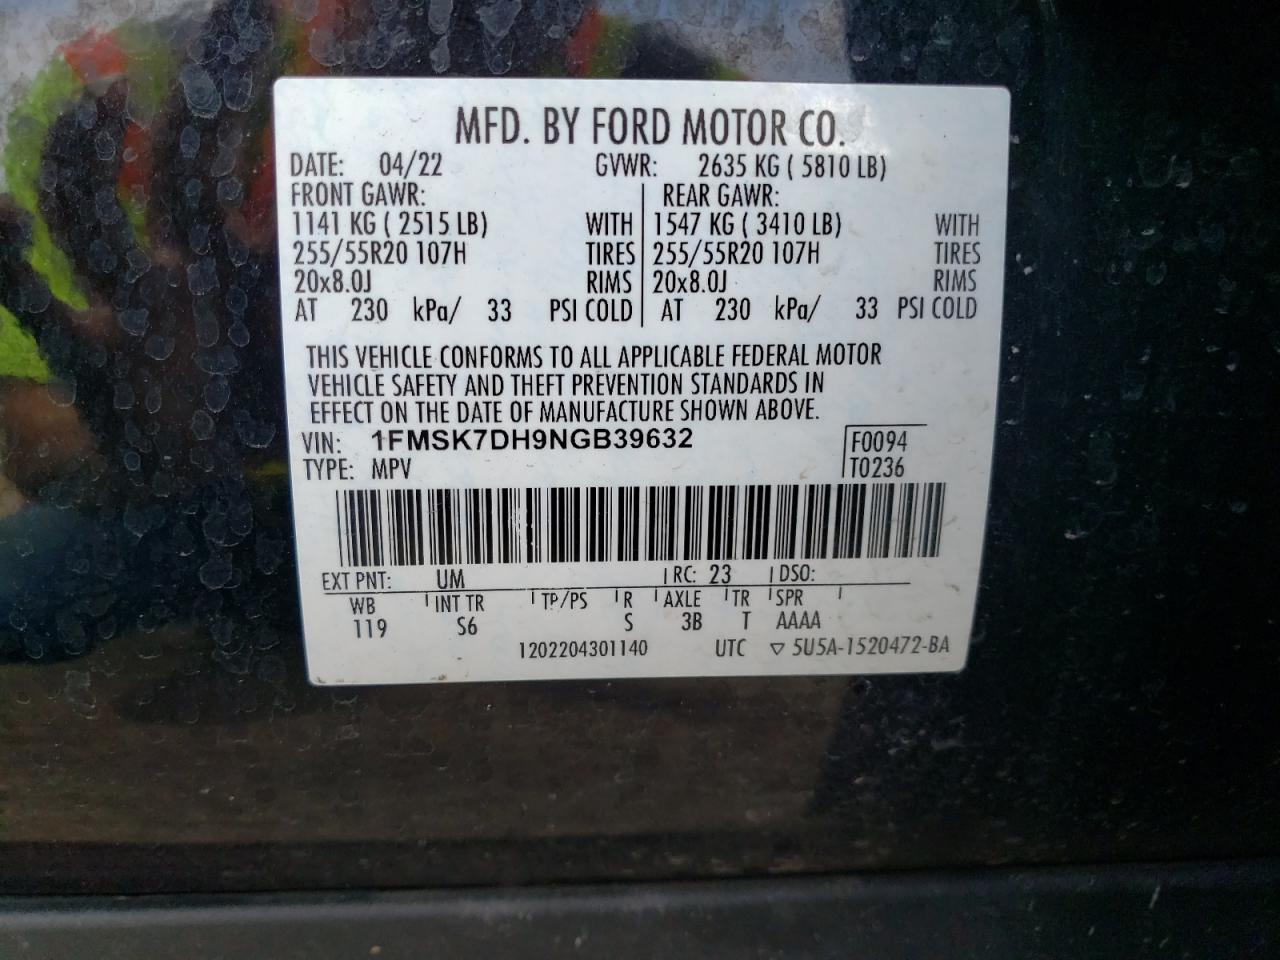 MFD. BY FORD MOTOR CO.
DATE: 04/22 GVWR: 2635 KG ( 5810 LB)
FRONT GAWR: REAR GAWR:
1141 KG ( 2515 LB) WITH 1547 KG ( 3410 LB) WITH
255/55R20 107H TIRES 255/55R20 107H TIRES
20x8.0J RIMS 20x8.0J RIMS
AT 230 kPa/ 33 PSI COLD AT 230 kPa/ 33 PSI COLD
THIS VEHICLE CONFORMS TO ALL APPLICABLE FEDERAL MOTOR
VEHICLE SAFETY AND THEFT PREVENTION STANDARDS IN
EFFECT ON THE DATE OF MANUFACTURE SHOWN ABOVE.
VIN: 1FMSK7DH9NGB39632 F0094
TYPE: MPV T0236
EXT PNT: UM RC: 23 DSO:
WB INT TR TP/PS R AXLE TR SPR
119 S6 S 3B T AAAA
1202204301140 UTC ▽ 5U5A-1520472-BA